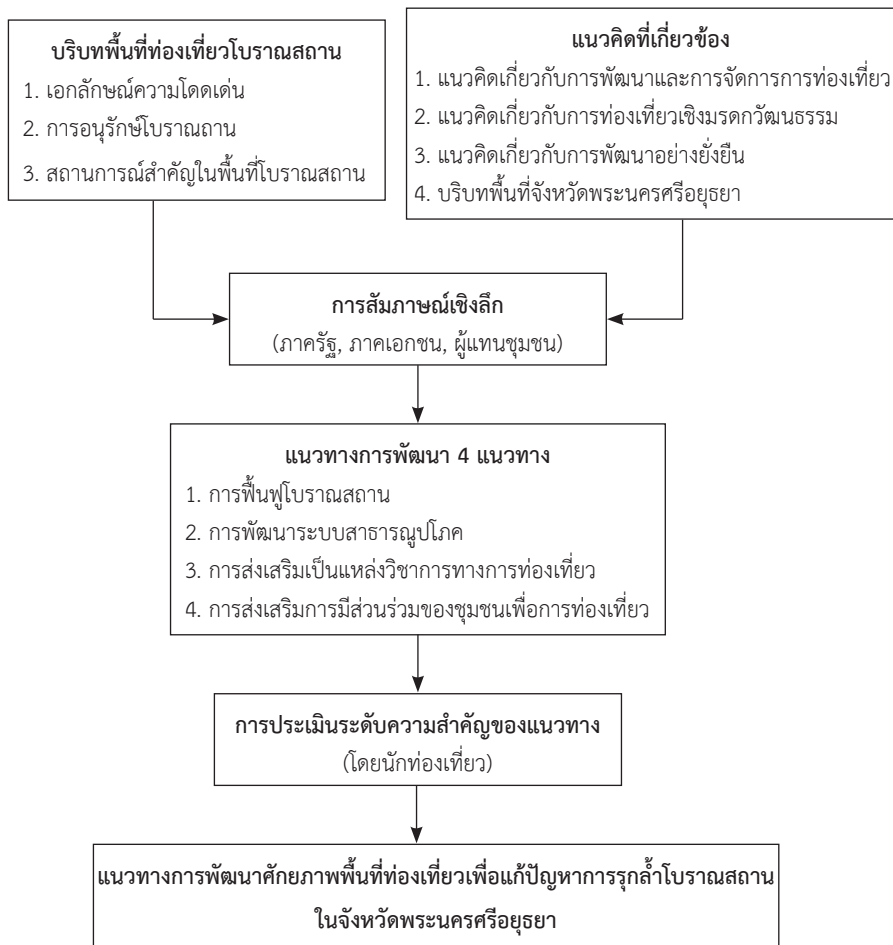 บริบทพื้นที่ท่องเที่ยวโบราณสถาน
1. เอกลักษณ์ความโดดเด่น
2. การอนุรักษ์โบราณถาน
3. สถานการณ์สำคัญในพื้นที่โบราณสถาน
แนวคิดที่เกี่ยวข้อง
1. แนวคิดเกี่ยวกับการพัฒนาและการจัดการการท่องเที่ยว
2. แนวคิดเกี่ยวกับการท่องเที่ยวเชิงมรดกวัฒนธรรม
3. แนวคิดเกี่ยวกับการพัฒนาอย่างยั่งยืน
4. บริบทพื้นที่จังหวัดพระนครศรีอยุธยา
การสัมภาษณ์เชิงลึก
(ภาครัฐ, ภาคเอกชน, ผู้แทนชุมชน)
แนวทางการพัฒนา 4 แนวทาง
1. การฟื้นฟูโบราณสถาน
2. การพัฒนาระบบสาธารณูปโภค
3. การส่งเสริมเป็นแหล่งวิชาการทางการท่องเที่ยว
4. การส่งเสริมการมีส่วนร่วมของชุมชนเพื่อการท่องเที่ยว
การประเมินระดับความสำคัญของแนวทาง
(โดยนักท่องเที่ยว)
แนวทางการพัฒนาศักยภาพพื้นที่ท่องเที่ยวเพื่อแก้ปัญหาการรุกล้ำโบราณสถาน
ในจังหวัดพระนครศรีอยุธยา